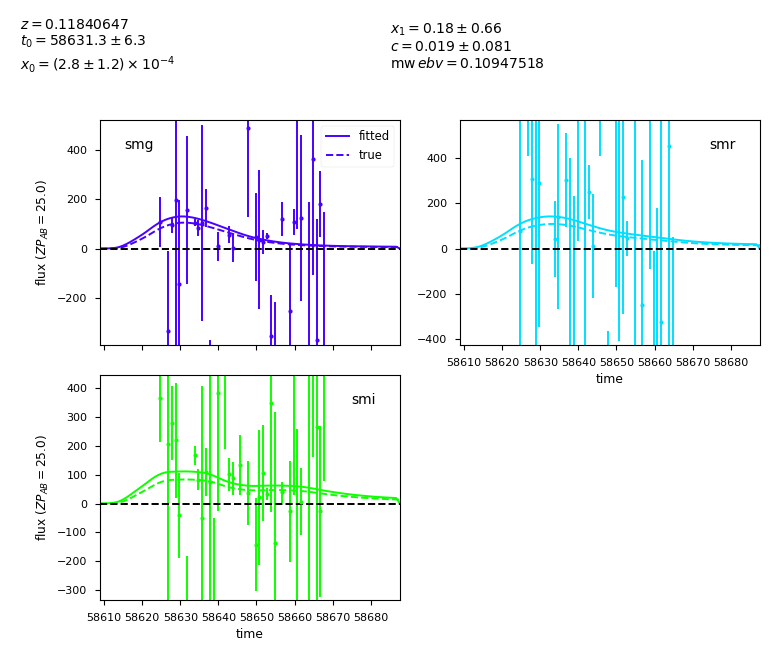 z = 0.11840647
t₀ = 58631.3 ± 6.3
x₀ = (2.8 ± 1.2) × 10⁻⁴
x₁ = 0.18 ± 0.66
c = 0.019 ± 0.081
mwebv = 0.10947518
smg
fitted
true
400
200
0
−200
flux (ZP_AB = 25.0)
smr
400
200
0
−200
−400
58610 58620 58630 58640 58650 58660 58670 58680
time
smi
400
300
200
100
0
−100
−200
−300
flux (ZP_AB = 25.0)
58610 58620 58630 58640 58650 58660 58670 58680
time